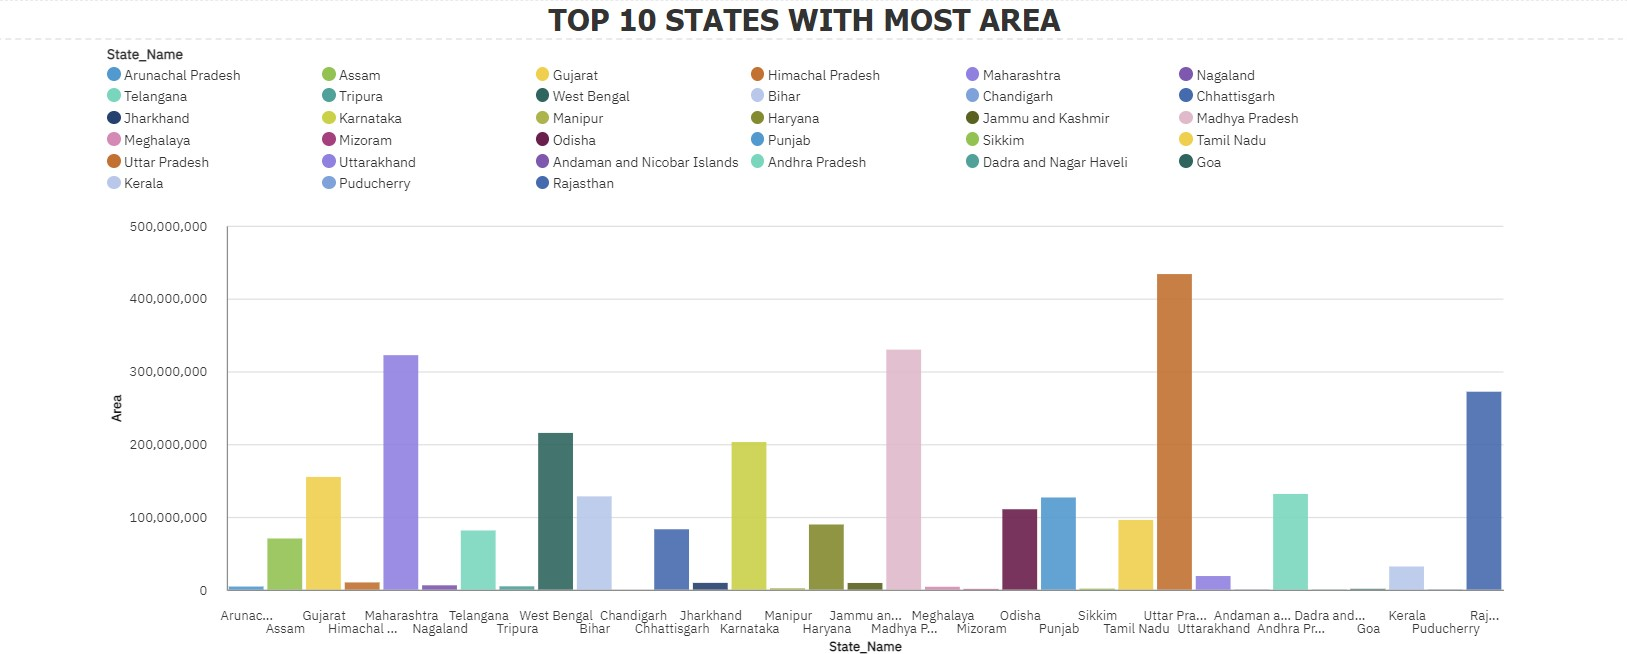 TOP 10 STATES WITH MOST AREA
State_Name
Arunachal Pradesh Assam Gujarat Himachal Pradesh Maharashtra Nagaland
Telangana Tripura West Bengal Bihar Chandigarh Chhattisgarh
Jharkhand Karnataka Manipur Haryana Jammu and Kashmir Madhya Pradesh
Meghalaya Mizoram Odisha Punjab Sikkim Tamil Nadu
Uttar Pradesh Uttarakhand Andaman and Nicobar Islands Andhra Pradesh Dadra and Nagar Haveli Goa
Kerala Puducherry Rajasthan
500,000,000
400,000,000
300,000,000
200,000,000
100,000,000
0
Area
Arunac... Gujarat Maharashtra Telangana West Bengal Chandigarh Jharkhand Manipur Jammu an... Meghalaya Odisha Sikkim Uttar Pra... Andaman a... Dadra and... Kerala Raj...
Assam Himachal ... Nagaland Tripura Bihar Chhattisgarh Karnataka Haryana Madhya P... Mizoram Punjab Tamil Nadu Uttarakhand Andhra Pr... Goa Puducherry
State_Name